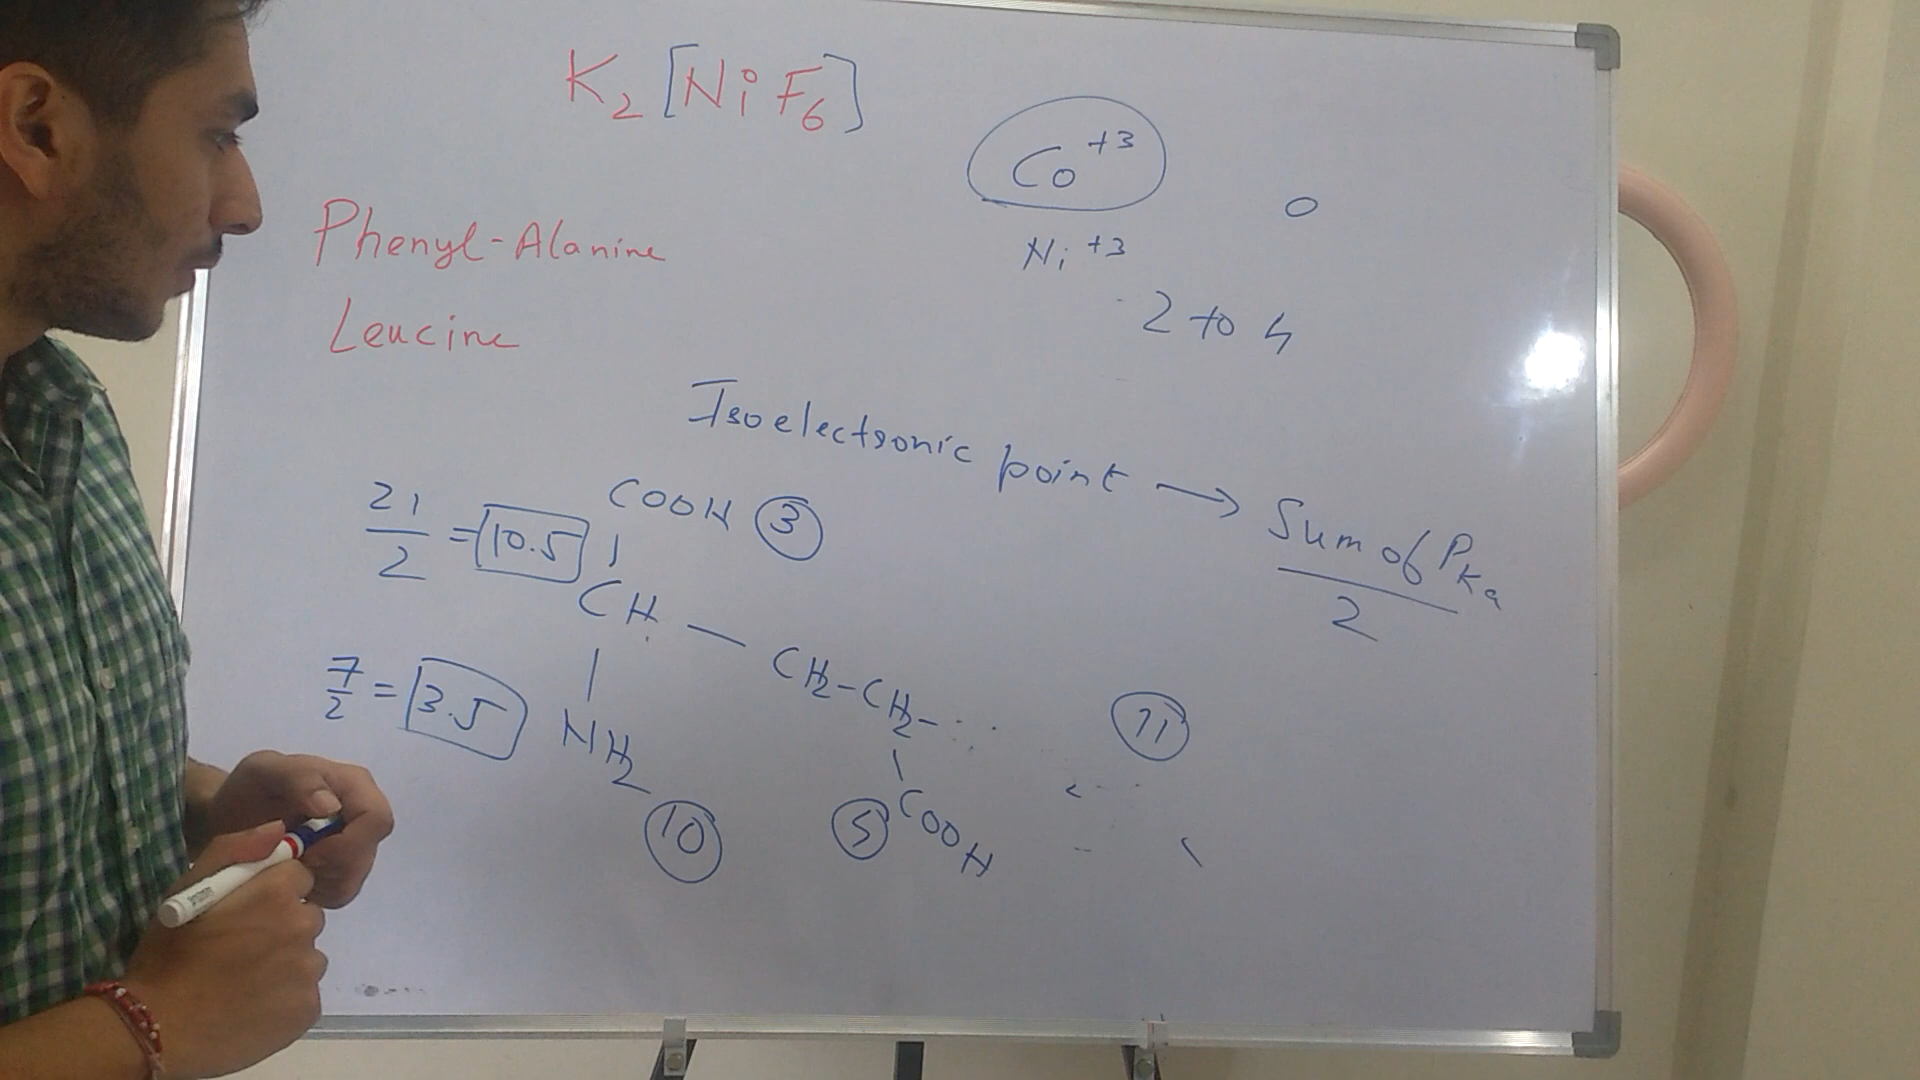 K2[NiF6]
Co+3
O
Phenyl-Alanine
Ni+3
Leucine
2 to 4
Isoelectronic point → Sum of PKa
2
21/2 = 10.5
COOH 3
CH — CH2-CH2-
7/2 = 3.5
NH2
11
10
5 COOH